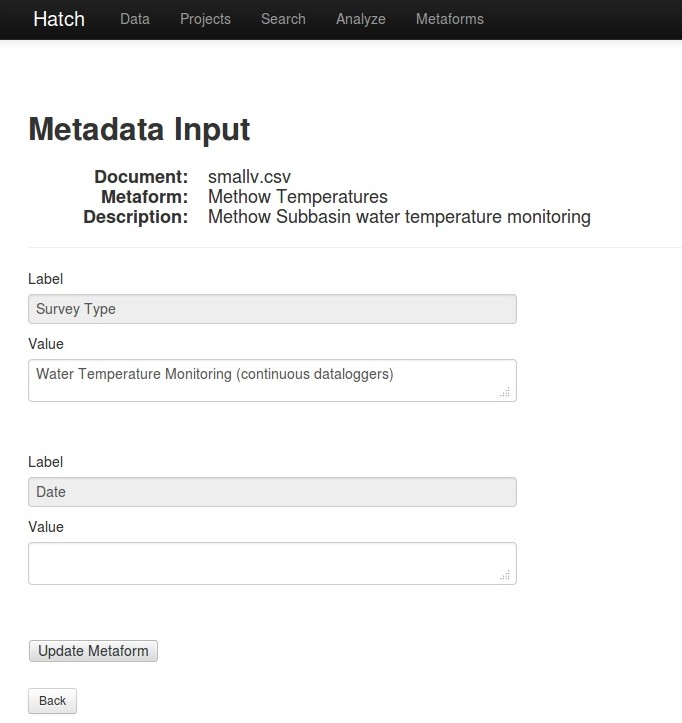 Hatch Data Projects Search Analyze Metaforms
Metadata Input
Document: smallv.csv
Metaform: Methow Temperatures
Description: Methow Subbasin water temperature monitoring
Label
Survey Type
Value
Water Temperature Monitoring (continuous dataloggers)
Label
Date
Value
Update Metaform
Back